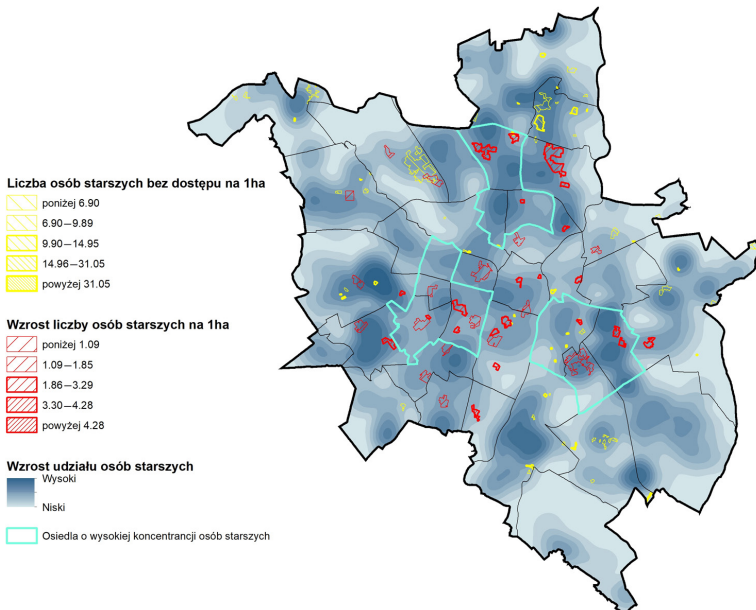 Liczba osób starszych bez dostępu na 1ha
poniżej 6.90
6.90—9.89
9.90—14.95
14.96—31.05
powyżej 31.05
Wzrost liczby osób starszych na 1ha
poniżej 1.09
1.09—1.85
1.86—3.29
3.30—4.28
powyżej 4.28
Wzrost udziału osób starszych
Wysoki
Niski
Osiedla o wysokiej koncentrancji osób starszych